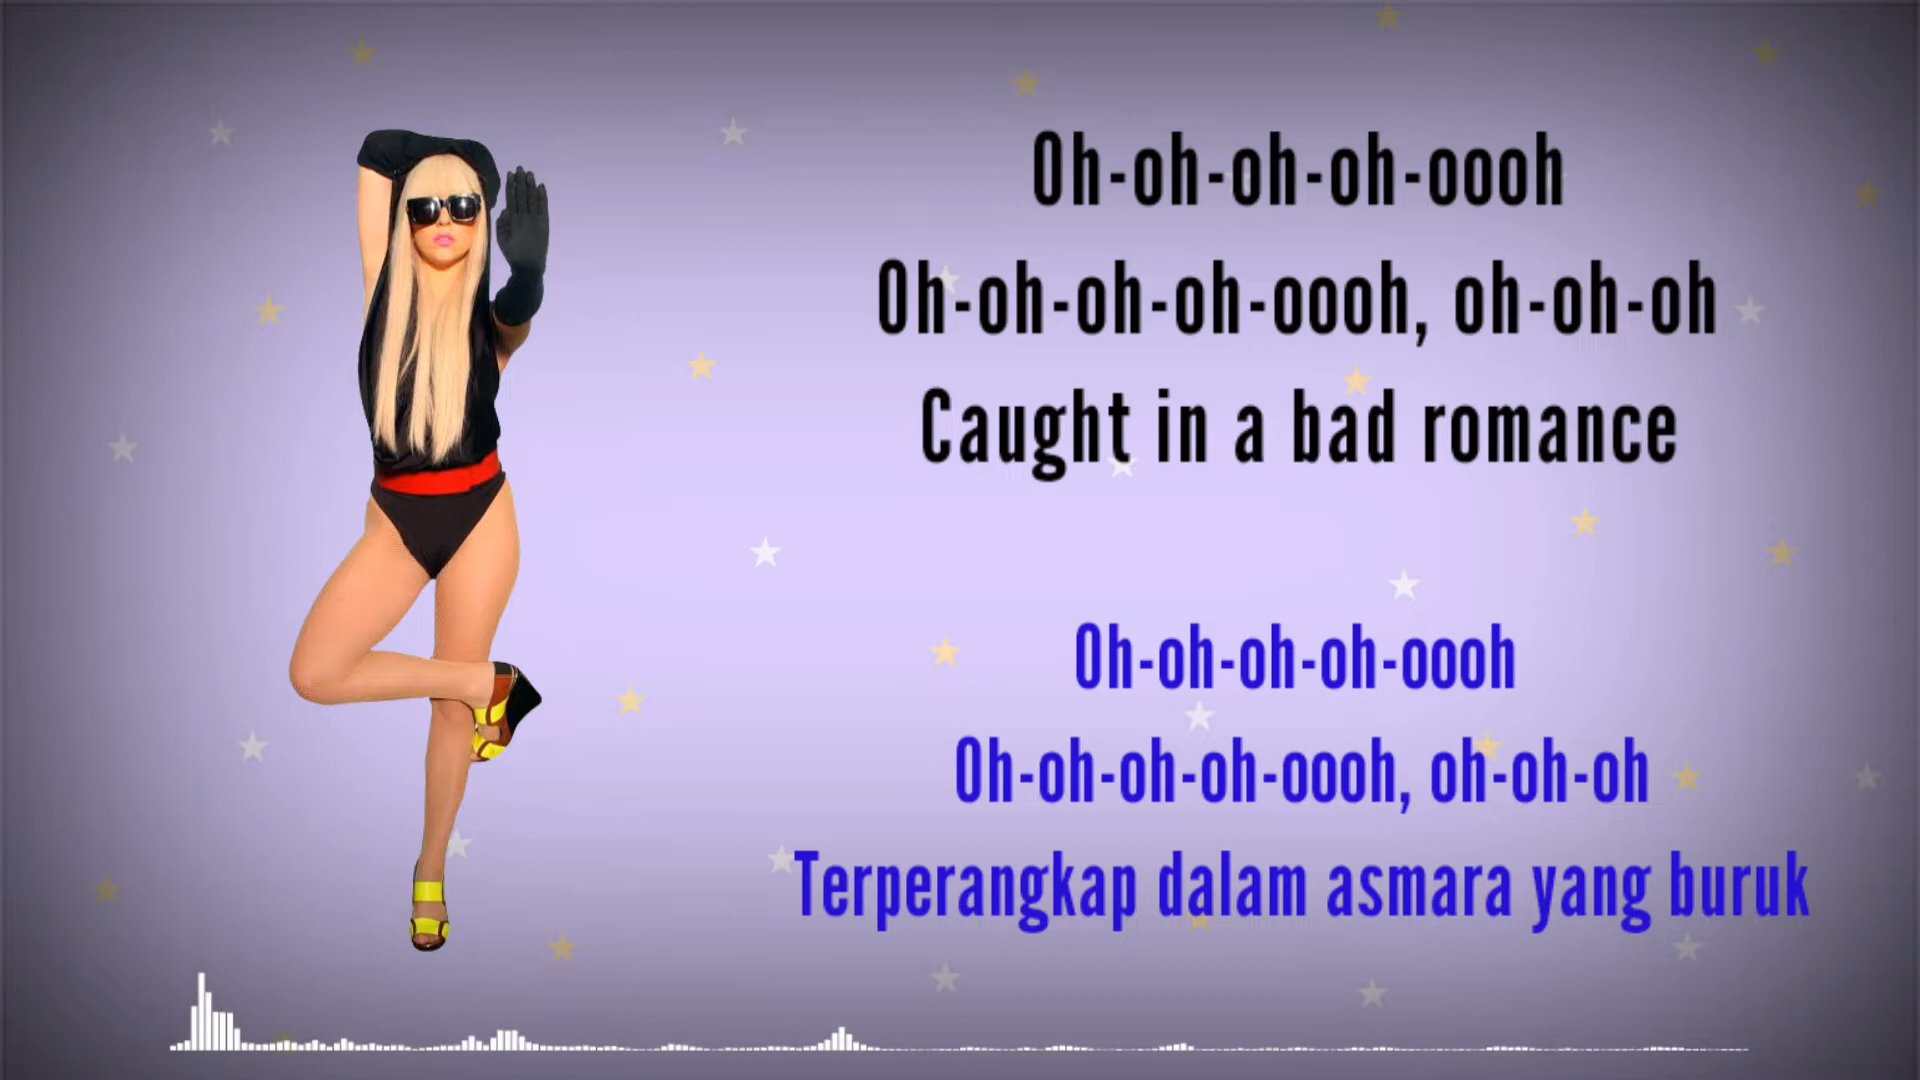 Oh-oh-oh-oh-oooh
Oh-oh-oh-oh-oooh, oh-oh-oh
Caught in a bad romance
Oh-oh-oh-oh-oooh
Oh-oh-oh-oh-oooh, oh-oh-oh
Terperangkap dalam asmara yang buruk